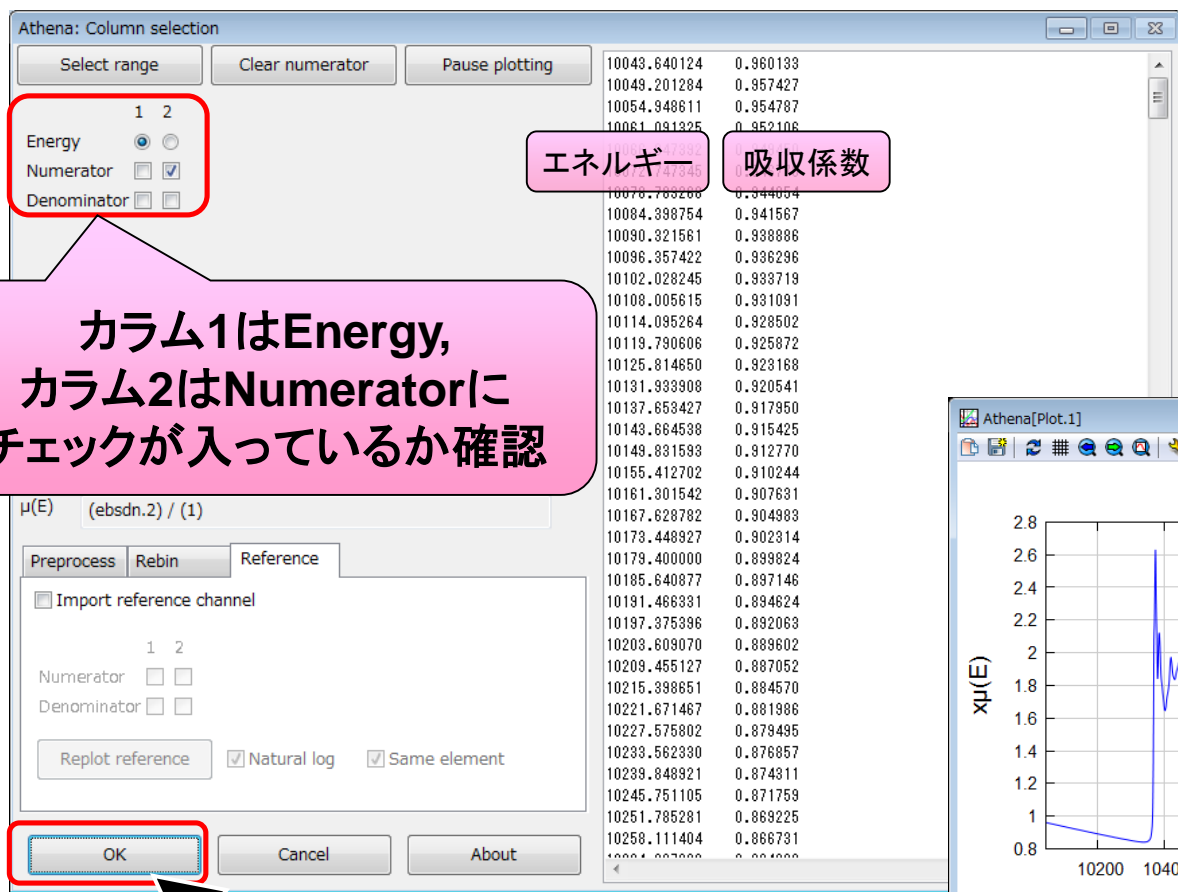 Athena: Column selection
Select range
Clear numerator
Pause plotting
1 2
Energy
Numerator
Denominator
カラム1はEnergy,
カラム2はNumeratorに
チェックが入っているか確認
μ(E) (ebsdn.2) / (1)
Preprocess Rebin Reference
Import reference channel
1 2
Numerator
Denominator
Replot reference
Natural log
Same element
OK
Cancel
About
エネルギー
吸収係数
10043.640124 0.960133
10049.201284 0.957427
10054.948611 0.954787
10061.091325 0.952106
10084.398754 0.941567
10090.321561 0.938886
10096.357422 0.936296
10102.028245 0.933719
10108.005615 0.931091
10114.095264 0.928502
10119.790606 0.925872
10125.814650 0.923168
10131.933908 0.920541
10137.653427 0.917950
10143.664538 0.915425
10149.831593 0.912770
10155.412702 0.910244
10161.301542 0.907631
10167.628782 0.904983
10173.448927 0.902314
10179.400000 0.899824
10185.640877 0.897146
10191.466331 0.894624
10197.375396 0.892063
10203.609070 0.889602
10209.455127 0.887052
10215.398651 0.884570
10221.671467 0.881986
10227.575802 0.879495
10233.562330 0.876857
10239.848921 0.874311
10245.751105 0.871759
10251.785281 0.869225
10258.111404 0.866731
Athena[Plot.1]
xμ(E)
2.8
2.6
2.4
2.2
2
1.8
1.6
1.4
1.2
1
0.8
10200 1040